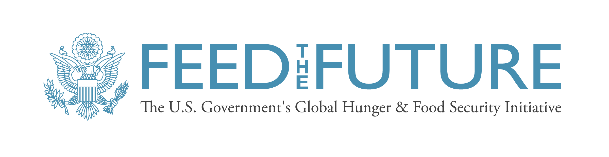 FEED THE FUTURE
The U.S. Government's Global Hunger & Food Security Initiative